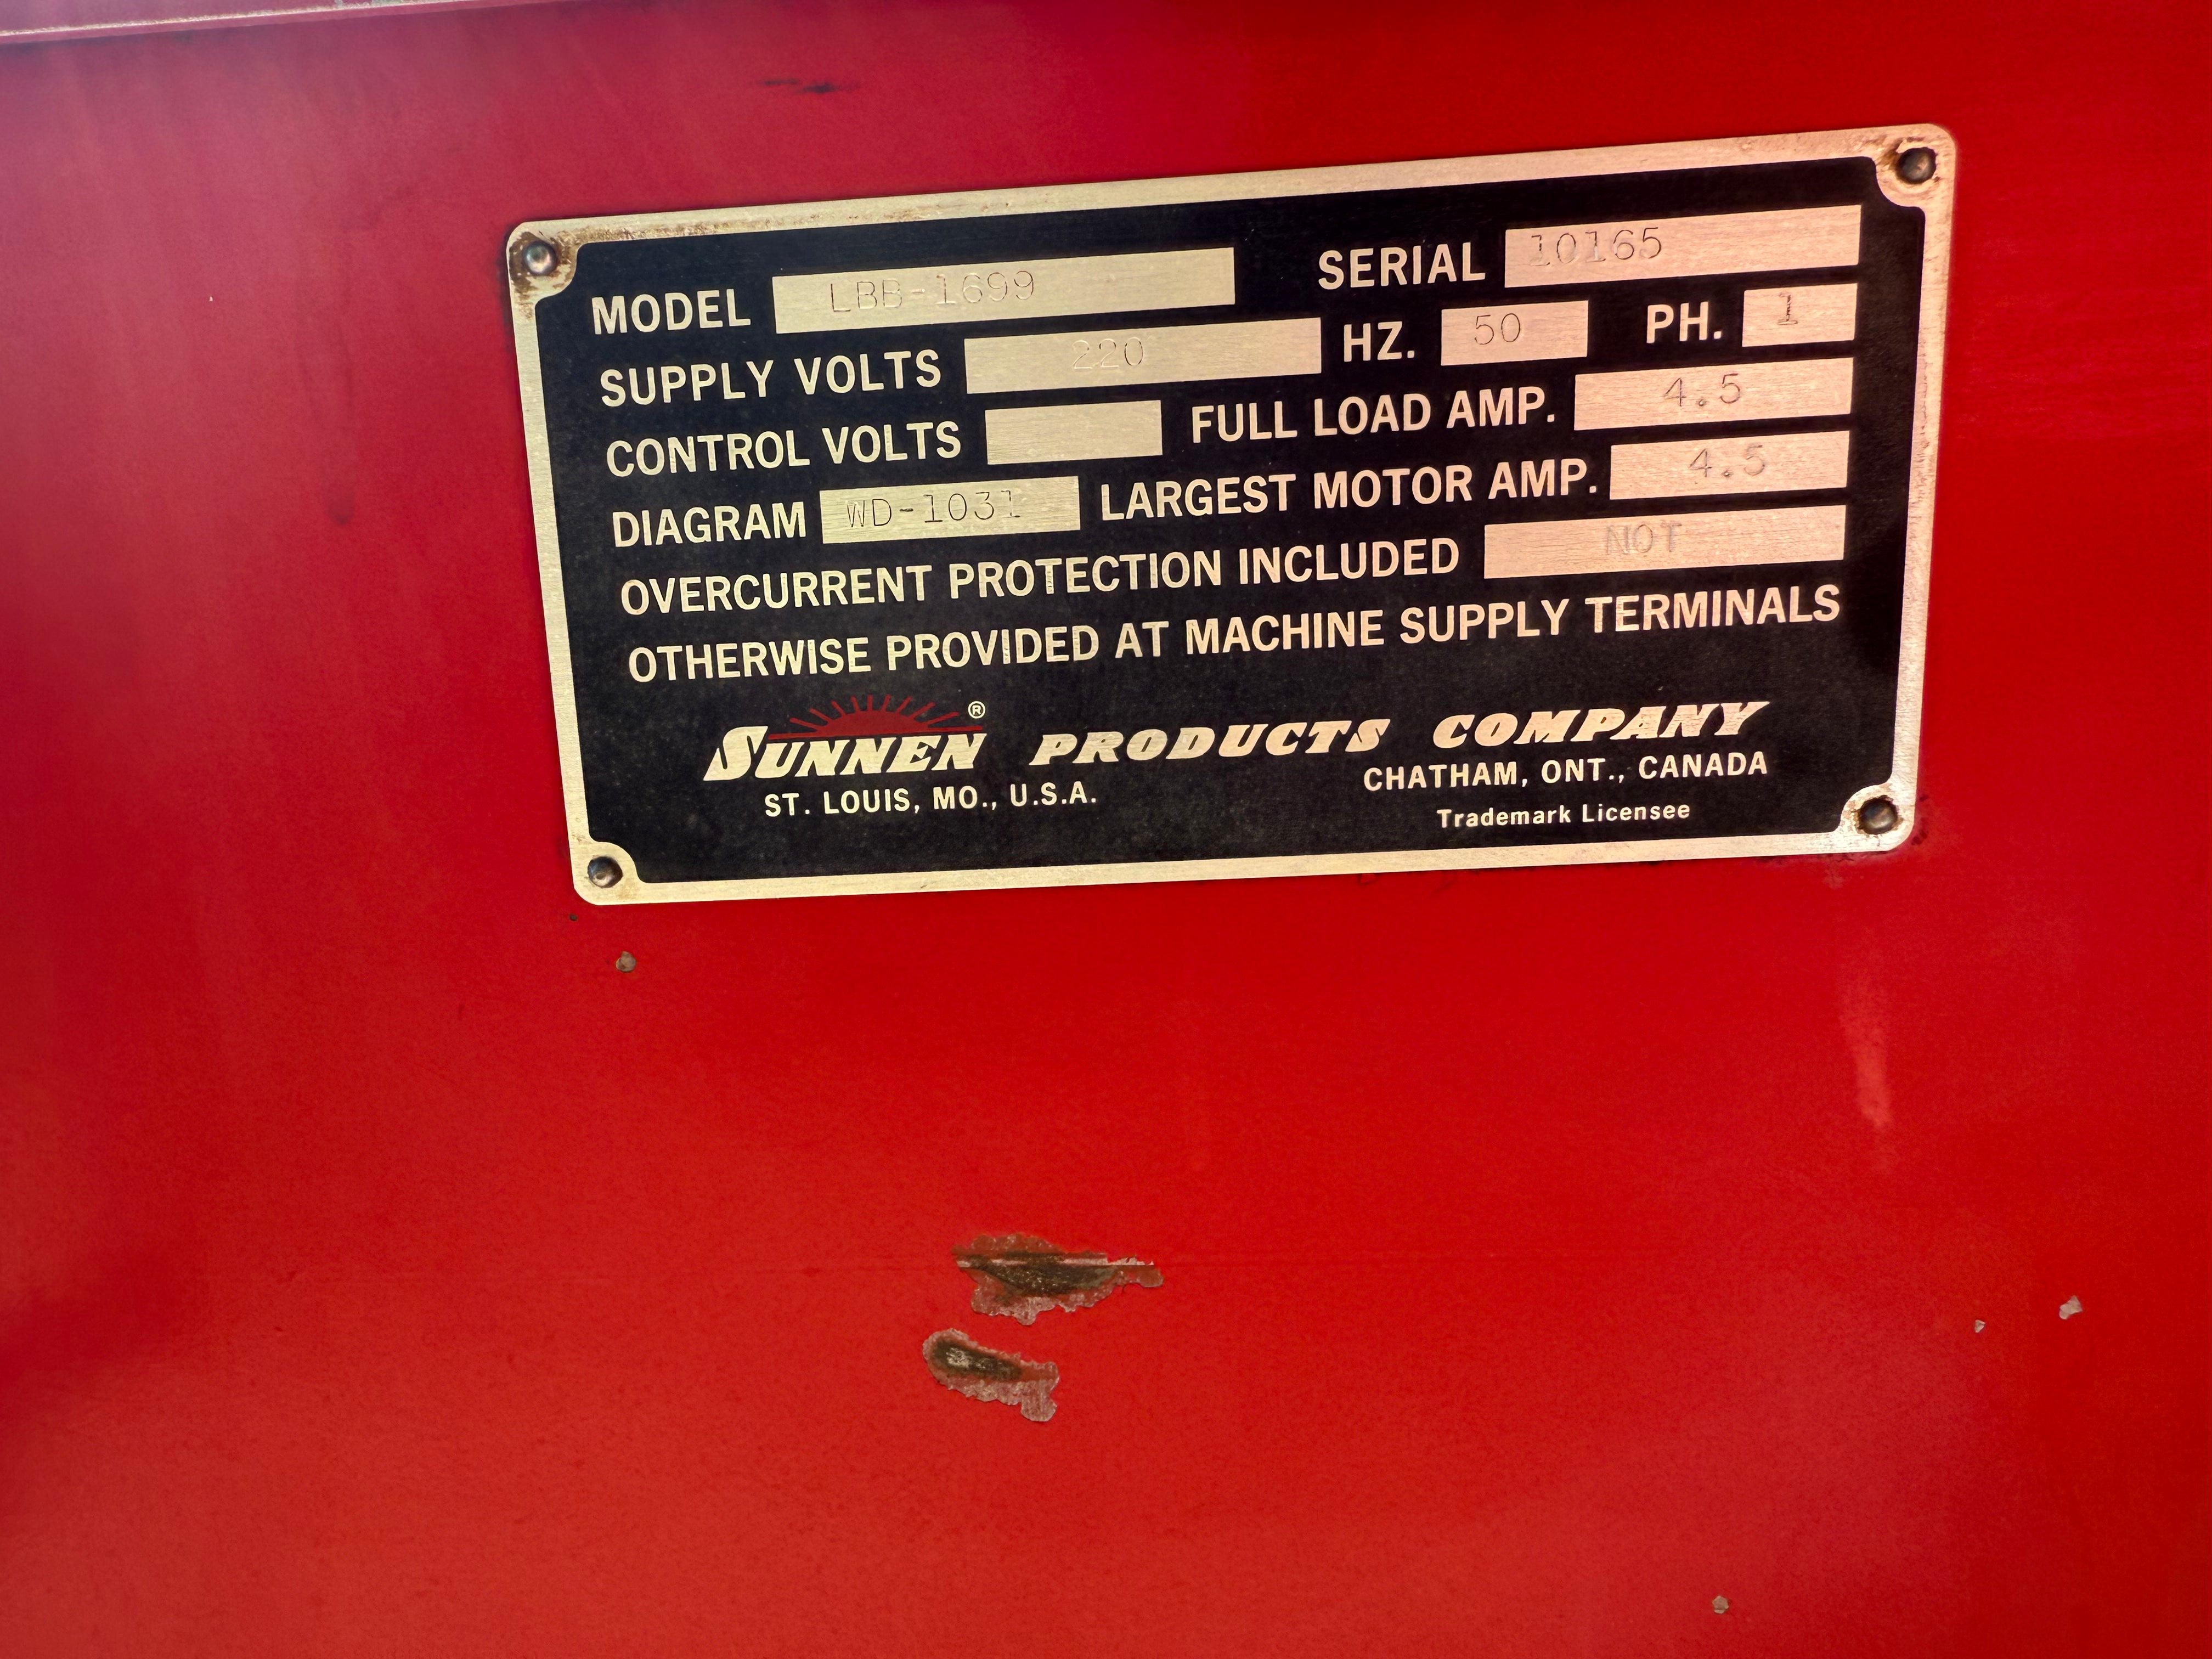 MODEL LBB-1699 SERIAL 10165
SUPPLY VOLTS 220 HZ. 50 PH. 1
CONTROL VOLTS FULL LOAD AMP. 4.5
DIAGRAM WD-1031 LARGEST MOTOR AMP. 4.5
OVERCURRENT PROTECTION INCLUDED NOT
OTHERWISE PROVIDED AT MACHINE SUPPLY TERMINALS
SUNNEN® PRODUCTS COMPANY
ST. LOUIS, MO., U.S.A. CHATHAM, ONT., CANADA
Trademark Licensee